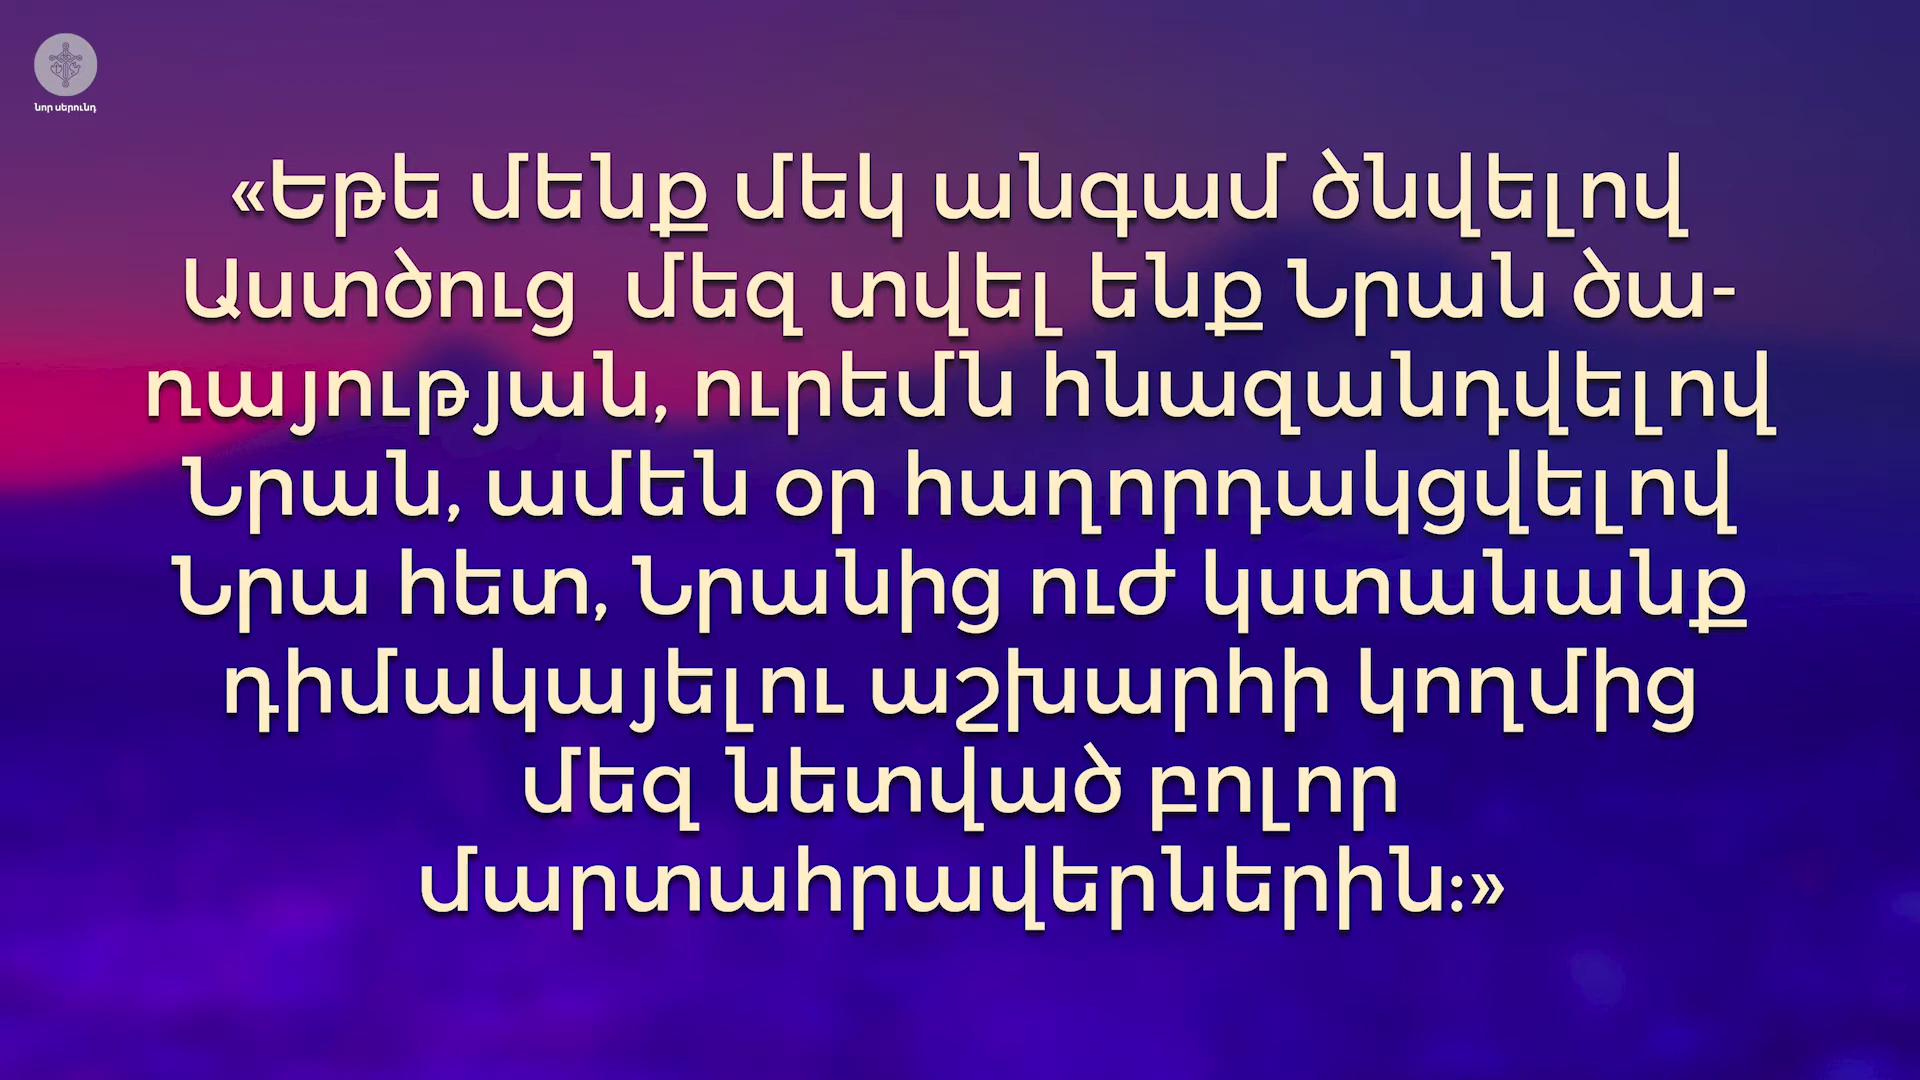 նոր սերունդ
«Եթե մենք մեկ անգամ ծնվելով
Աստծուց  մեզ տվել ենք Նրան ծա-
ռայության, ուրեմն հնազանդվելով
Նրան, ամեն օր հաղորդակցվելով
Նրա հետ, Նրանից ուժ կստանանք
դիմակայելու աշխարհի կողմից
մեզ նետված բոլոր
մարտահրավերներին։»